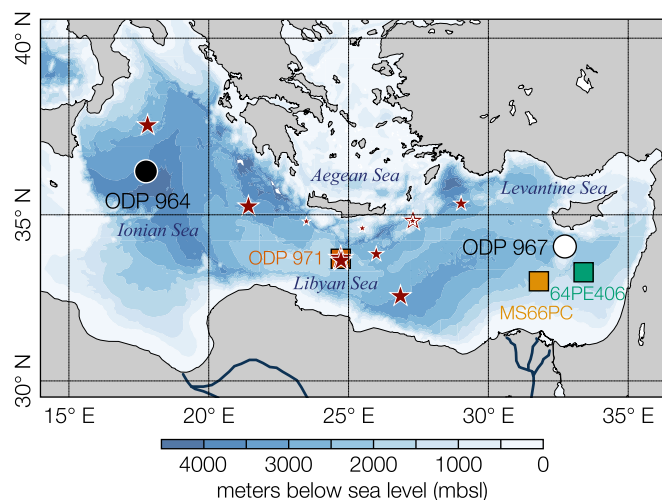 40° N
Aegean Sea
Levantine Sea
ODP 964
35° N
Ionian Sea
ODP 967
ODP 971
Libyan Sea
64PE406
MS66PC
30° N
15° E 20° E 25° E 30° E 35° E
4000 3000 2000 1000 0
meters below sea level (mbsl)